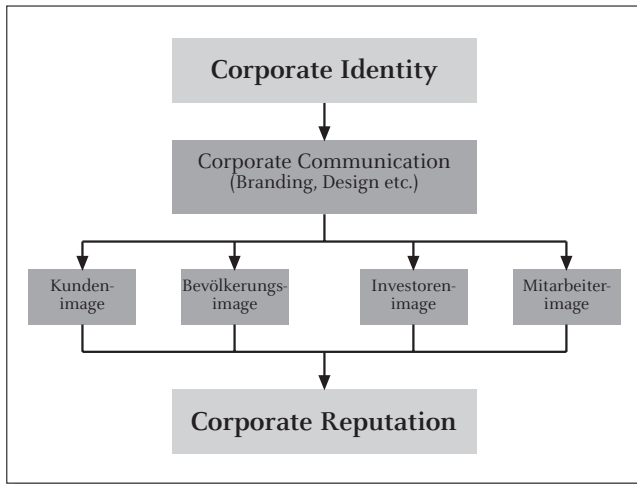 Corporate Identity
Corporate Communication
(Branding, Design etc.)
Kunden-
image
Bevölkerungs-
image
Investoren-
image
Mitarbeiter-
image
Corporate Reputation